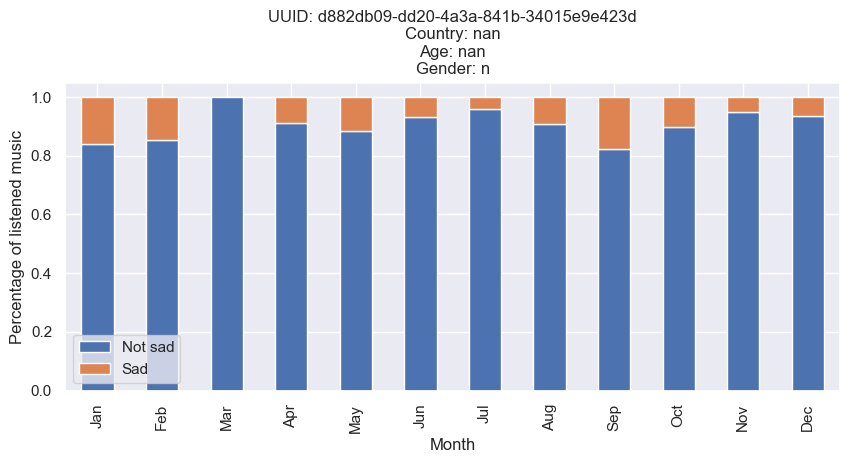 UUID: d882db09-dd20-4a3a-841b-34015e9e423d
Country: nan
Age: nan
Gender: n
Percentage of listened music
1.0
0.8
0.6
0.4
0.2
0.0
Not sad
Sad
Jan
Feb
Mar
Apr
May
Jun
Jul
Aug
Sep
Oct
Nov
Dec
Month